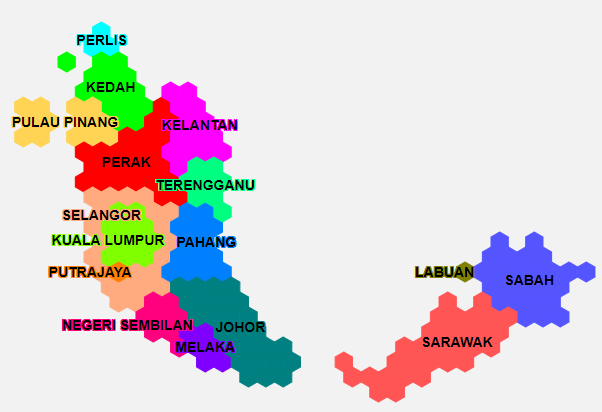 PERLIS
KEDAH
PULAU PINANG
KELANTAN
PERAK
TERENGGANU
SELANGOR
KUALA LUMPUR
PAHANG
PUTRAJAYA
LABUAN
SABAH
NEGERI SEMBILAN
JOHOR
SARAWAK
MELAKA